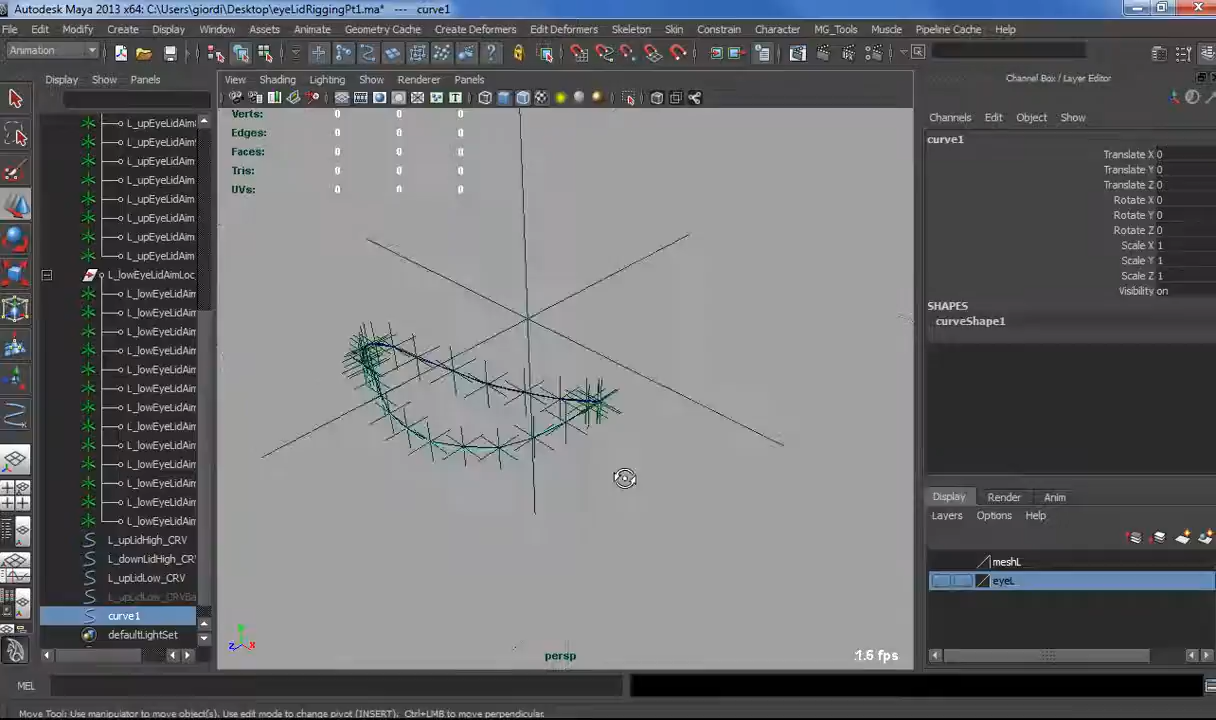 Autodesk Maya 2013 x64: C:\Users\giordi\Desktop\eyeLidRiggingPt1.ma* --- curve1
File Edit Modify Create Display Window Assets Animate Geometry Cache Create Deformers Edit Deformers Skeleton Skin Constrain Character MG_Tools Muscle Pipeline Cache Help
Animation
Display Show Panels
View Shading Lighting Show Renderer Panels
Channel Box / Layer Editor
Channels Edit Object Show
Verts: 0 0 0
Edges: 0 0 0
Faces: 0 0 0
Tris: 0 0 0
UVs: 0 0 0
L_upEyeLidAim
L_upEyeLidAim
L_upEyeLidAim
L_upEyeLidAim
L_upEyeLidAim
L_upEyeLidAim
L_upEyeLidAim
L_upEyeLidAim
L_lowEyeLidAimLoc_
L_lowEyeLidAim
L_lowEyeLidAim
L_lowEyeLidAim
L_lowEyeLidAim
L_lowEyeLidAim
L_lowEyeLidAim
L_lowEyeLidAim
L_lowEyeLidAim
L_lowEyeLidAim
L_lowEyeLidAim
L_lowEyeLidAim
L_lowEyeLidAim
L_lowEyeLidAim
L_upLidHigh_CRV
L_downLidHigh_CR
L_upLidLow_CRV
L_upLidLow_CRVBa
curve1
defaultLightSet
persp
1.6 fps
curve1
Translate X 0
Translate Y 0
Translate Z 0
Rotate X 0
Rotate Y 0
Rotate Z 0
Scale X 1
Scale Y 1
Scale Z 1
Visibility on
SHAPES
curveShape1
Display Render Anim
Layers Options Help
meshL
eyeL
MEL
Move Tool: Use manipulator to move object(s). Use edit mode to change pivot (INSERT). Ctrl+LMB to move perpendicular.